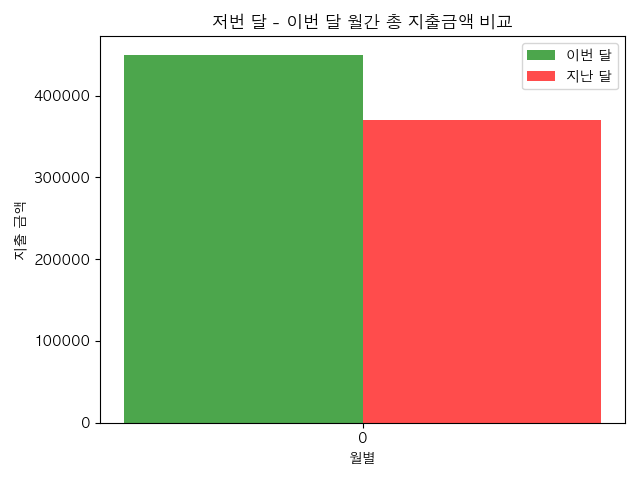 저번 달 - 이번 달 월간 총 지출금액 비교
이번 달
지난 달
지출 금액
400000
300000
200000
100000
0
0
월별